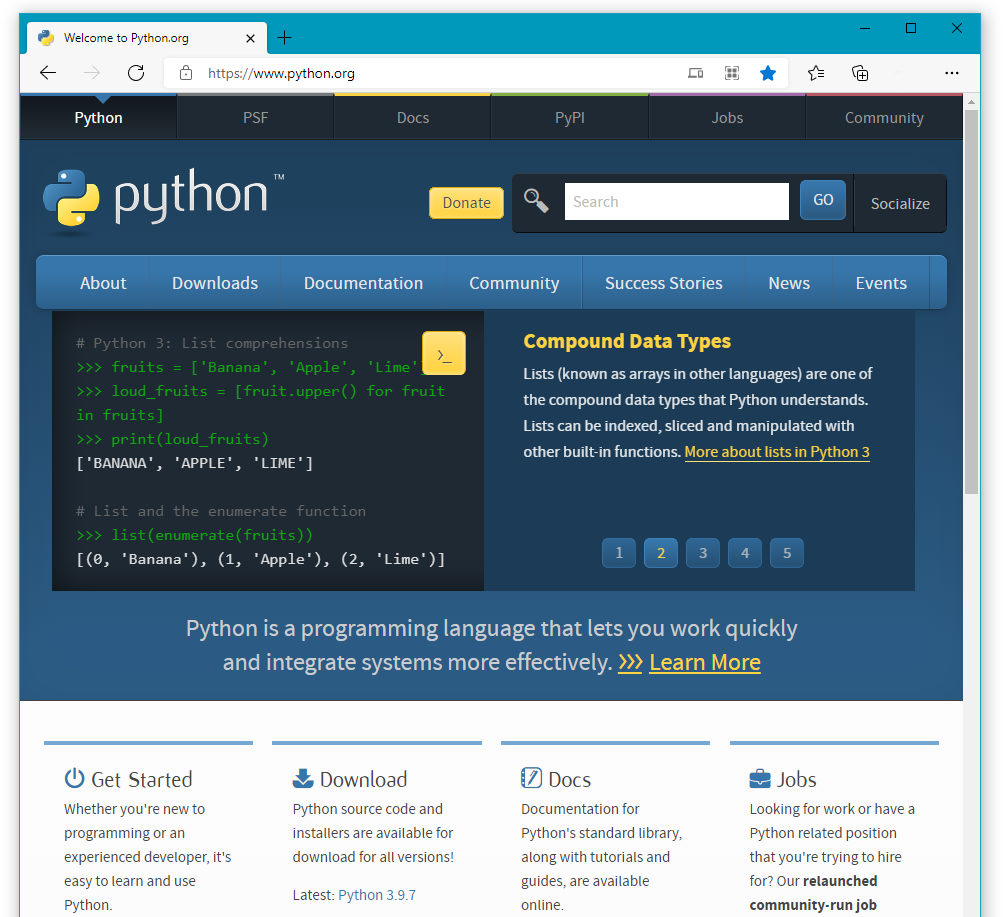 Welcome to Python.org
https://www.python.org
Python PSF Docs PyPI Jobs Community
python™
Donate Search GO Socialize
About Downloads Documentation Community Success Stories News Events
# Python 3: List comprehensions
>>> fruits = ['Banana', 'Apple', 'Lime'
>>> loud_fruits = [fruit.upper() for fruit
in fruits]
>>> print(loud_fruits)
['BANANA', 'APPLE', 'LIME']
# List and the enumerate function
>>> list(enumerate(fruits))
[(0, 'Banana'), (1, 'Apple'), (2, 'Lime')]
>_
Compound Data Types
Lists (known as arrays in other languages) are one of
the compound data types that Python understands.
Lists can be indexed, sliced and manipulated with
other built-in functions. More about lists in Python 3
1 2 3 4 5
Python is a programming language that lets you work quickly
and integrate systems more effectively. >>> Learn More
Get Started
Whether you're new to
programming or an
experienced developer, it's
easy to learn and use
Python.
Download
Python source code and
installers are available for
download for all versions!
Latest: Python 3.9.7
Docs
Documentation for
Python's standard library,
along with tutorials and
guides, are available
online.
Jobs
Looking for work or have a
Python related position
that you're trying to hire
for? Our relaunched
community-run job